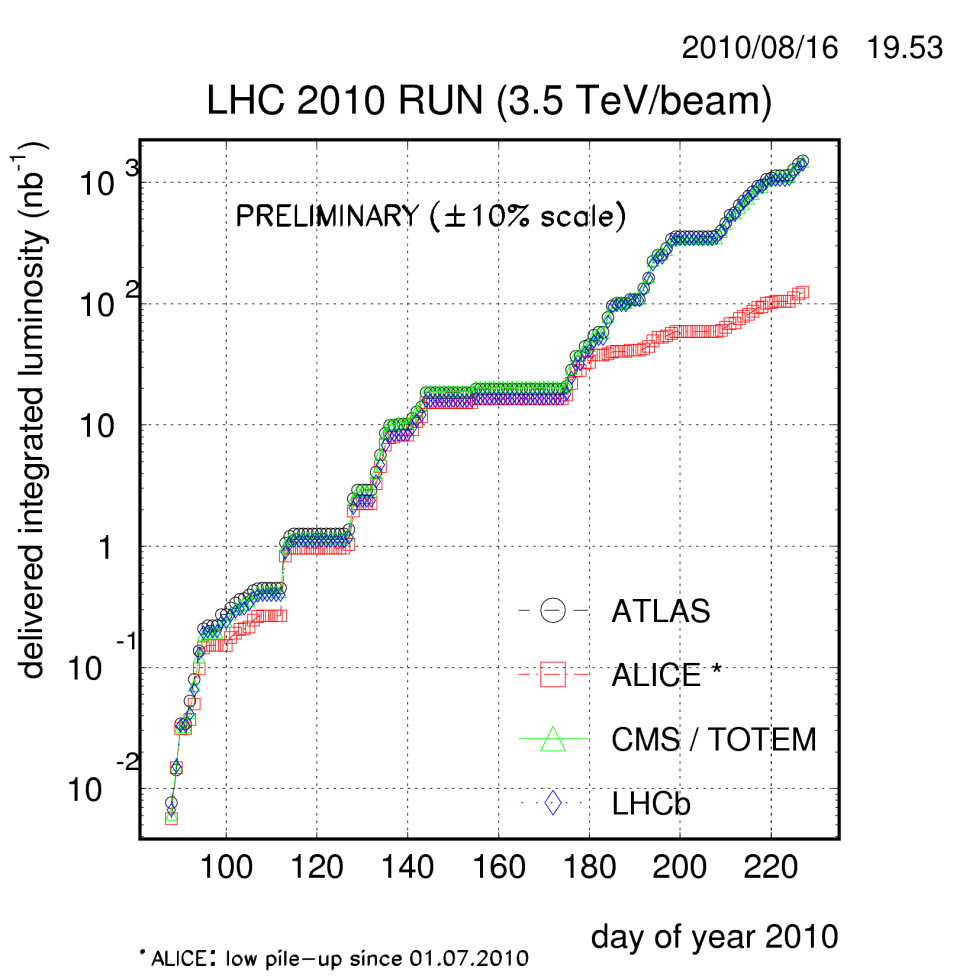 2010/08/16 19.53
LHC 2010 RUN (3.5 TeV/beam)
delivered integrated luminosity (nb⁻¹)
PRELIMINARY (±10% scale)
10³
10²
10
1
10⁻¹
10⁻²
ATLAS
ALICE *
CMS / TOTEM
LHCb
100 120 140 160 180 200 220
day of year 2010
* ALICE: low pile-up since 01.07.2010